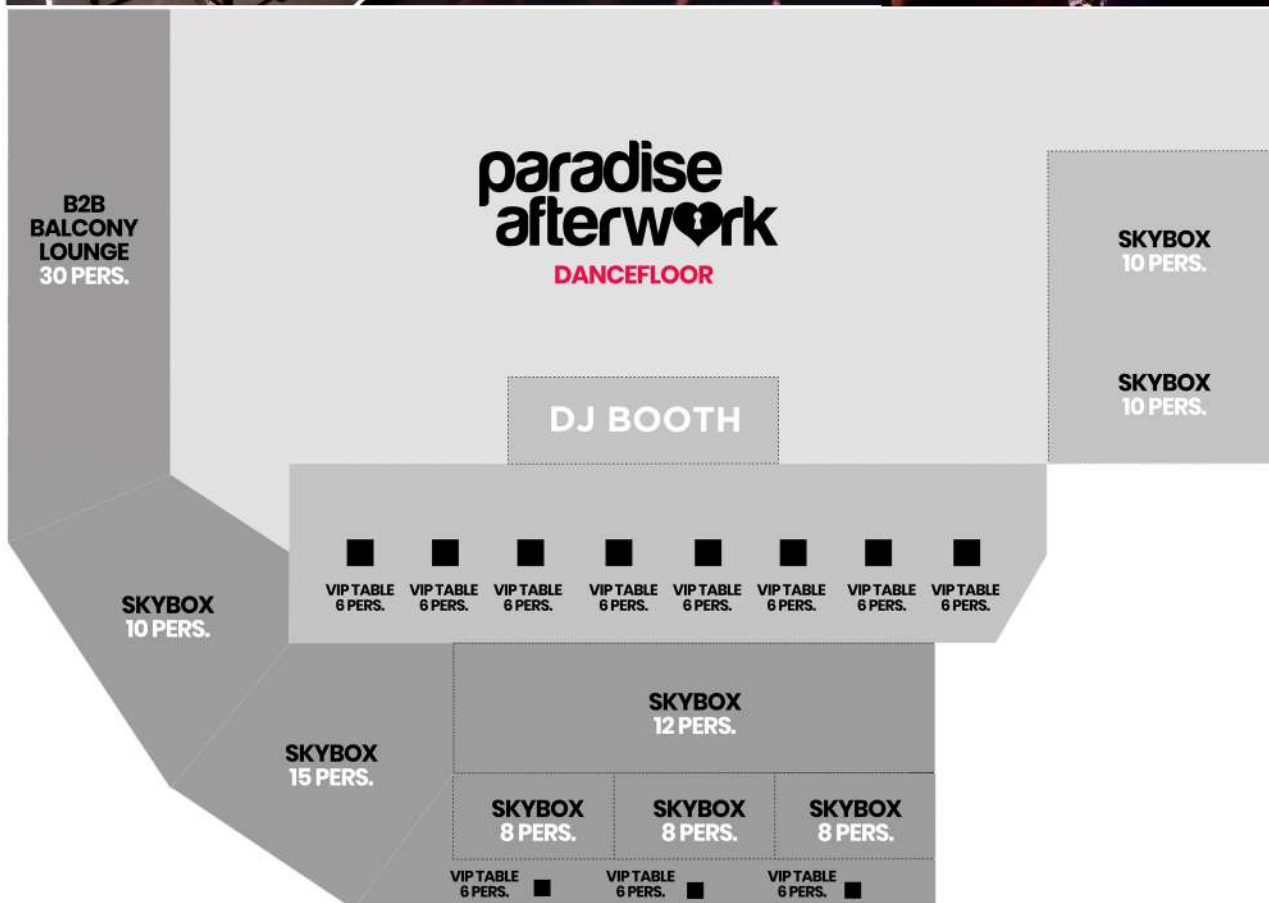 paradise
afterwork
DANCEFLOOR
B2B
BALCONY
LOUNGE
30 PERS.
SKYBOX
10 PERS.
SKYBOX
10 PERS.
DJ BOOTH
VIP TABLE
6 PERS.
VIP TABLE
6 PERS.
VIP TABLE
6 PERS.
VIP TABLE
6 PERS.
VIP TABLE
6 PERS.
VIP TABLE
6 PERS.
VIP TABLE
6 PERS.
VIP TABLE
6 PERS.
SKYBOX
10 PERS.
SKYBOX
12 PERS.
SKYBOX
15 PERS.
SKYBOX
8 PERS.
SKYBOX
8 PERS.
SKYBOX
8 PERS.
VIP TABLE
6 PERS.
VIP TABLE
6 PERS.
VIP TABLE
6 PERS.